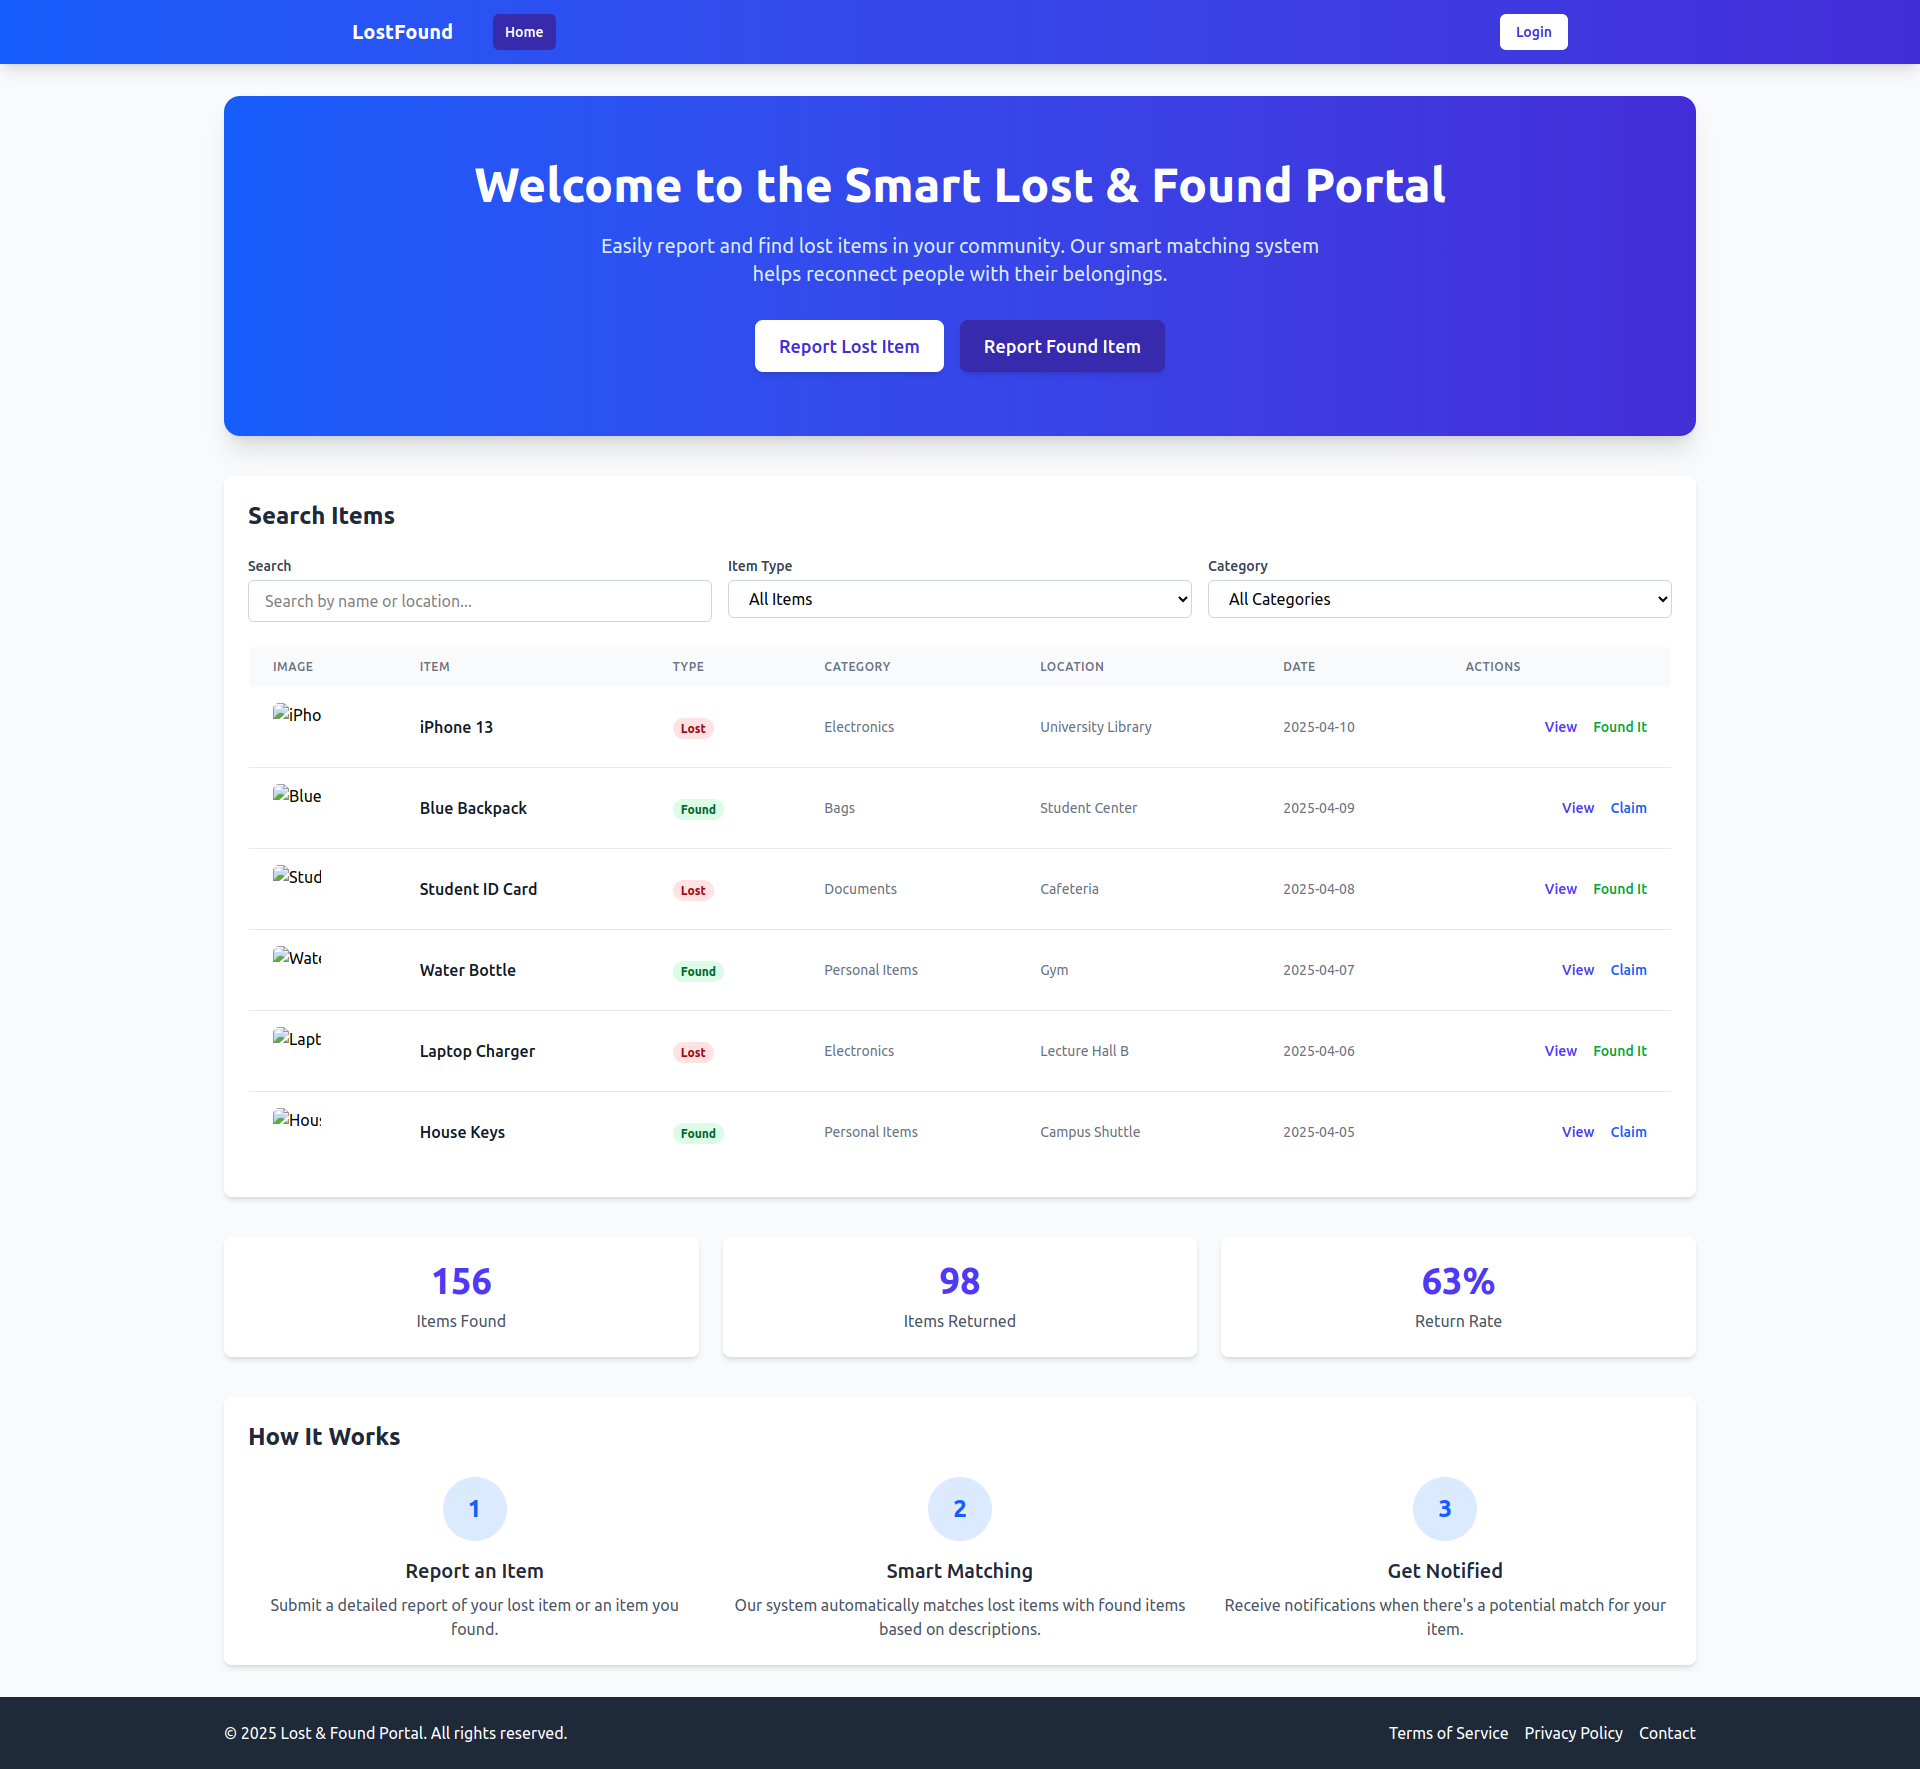 LostFound
Home
Login
Welcome to the Smart Lost & Found Portal
Easily report and find lost items in your community. Our smart matching system
helps reconnect people with their belongings.
Report Lost Item
Report Found Item
Search Items
Search
Item Type
Category
Search by name or location...
All Items
All Categories
IMAGE ITEM TYPE CATEGORY LOCATION DATE ACTIONS
iPho iPhone 13 Lost Electronics University Library 2025-04-10 View Found It
Blue Blue Backpack Found Bags Student Center 2025-04-09 View Claim
Stud Student ID Card Lost Documents Cafeteria 2025-04-08 View Found It
Wate Water Bottle Found Personal Items Gym 2025-04-07 View Claim
Lapt Laptop Charger Lost Electronics Lecture Hall B 2025-04-06 View Found It
Hous House Keys Found Personal Items Campus Shuttle 2025-04-05 View Claim
156
Items Found
98
Items Returned
63%
Return Rate
How It Works
1
Report an Item
Submit a detailed report of your lost item or an item you
found.
2
Smart Matching
Our system automatically matches lost items with found items
based on descriptions.
3
Get Notified
Receive notifications when there's a potential match for your
item.
© 2025 Lost & Found Portal. All rights reserved.
Terms of Service Privacy Policy Contact